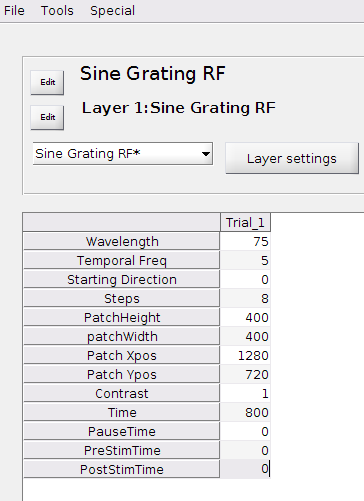 File Tools Special
Edit Sine Grating RF
Edit Layer 1:Sine Grating RF
Sine Grating RF* Layer settings
Trial_1
Wavelength 75
Temporal Freq 5
Starting Direction 0
Steps 8
PatchHeight 400
patchWidth 400
Patch Xpos 1280
Patch Ypos 720
Contrast 1
Time 800
PauseTime 0
PreStimTime 0
PostStimTime 0